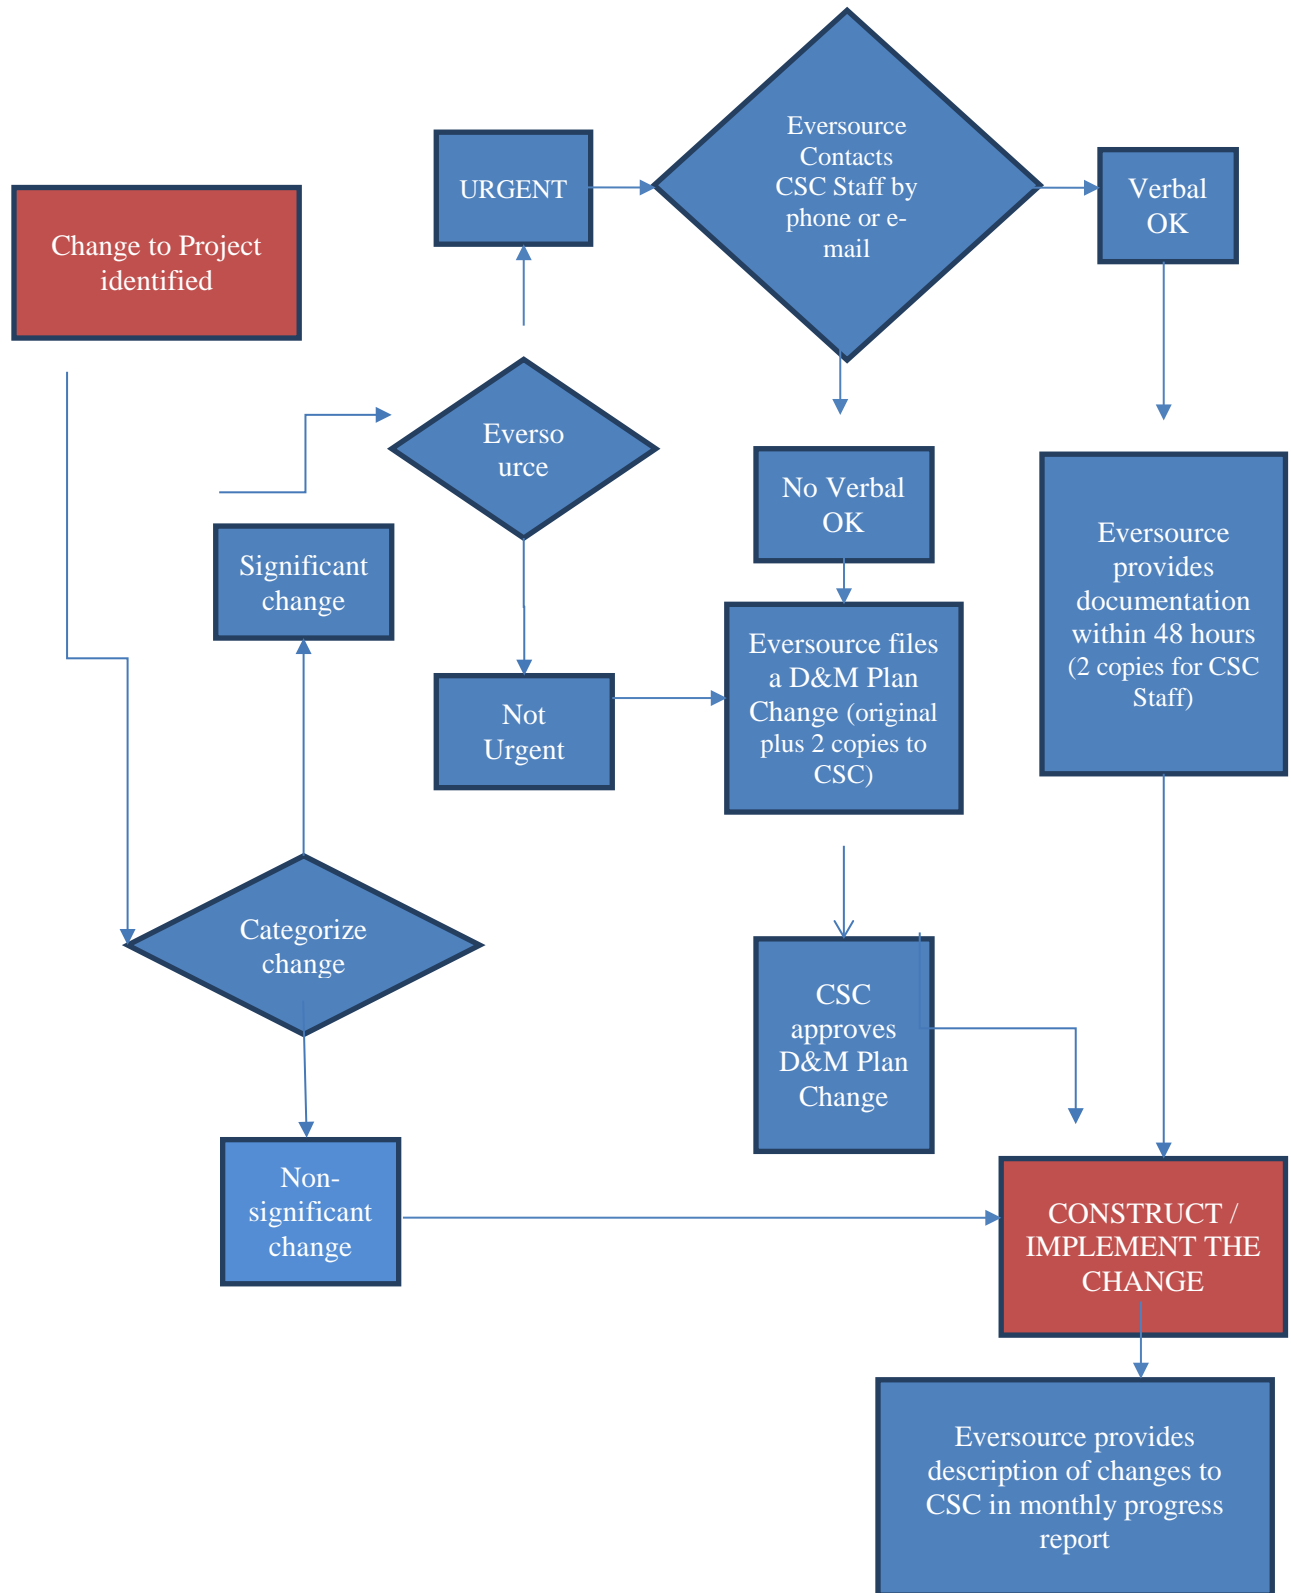 Change to Project
identified
URGENT
Eversource
Contacts
CSC Staff by
phone or e-
mail
Verbal
OK
Everso
urce
Significant
change
No Verbal
OK
Eversource
provides
documentation
within 48 hours
(2 copies for CSC
Staff)
Not
Urgent
Eversource files
a D&M Plan
Change (original
plus 2 copies to
CSC)
Categorize
change
CSC
approves
D&M Plan
Change
Non-
significant
change
CONSTRUCT /
IMPLEMENT THE
CHANGE
Eversource provides
description of changes to
CSC in monthly progress
report